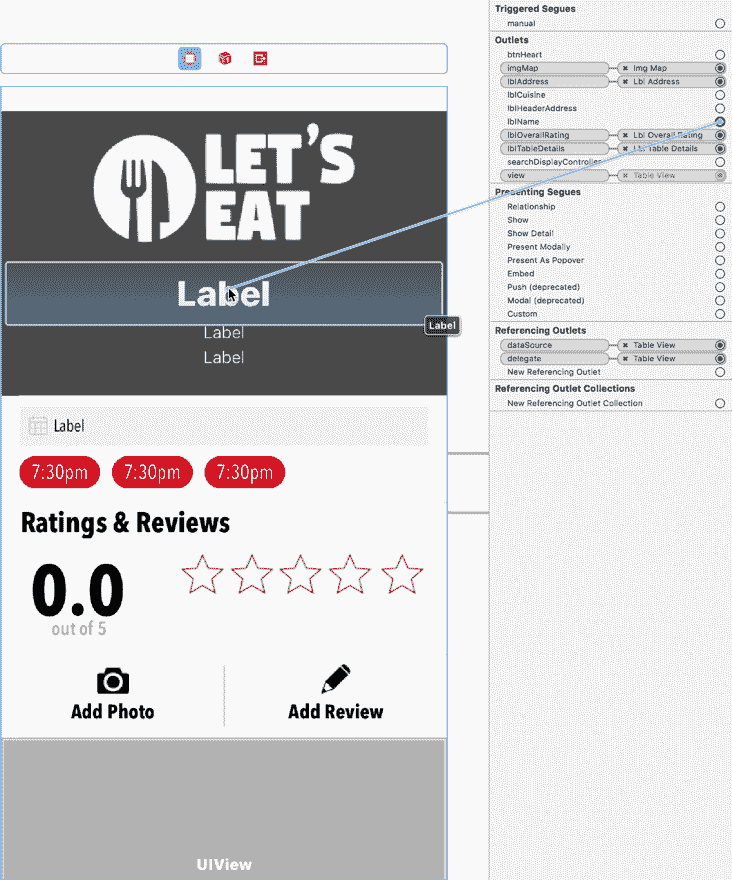 Triggered Segues
manual
Outlets
btnHeart
imgMap × Img Map
lblAddress × Lbl Address
lblCuisine
lblHeaderAddress
lblName
lblOverallRating × Lbl Overall Rating
lblTableDetails × Lbl Table Details
searchDisplayController
view × Table View
Presenting Segues
Relationship
Show
Show Detail
Present Modally
Present As Popover
Embed
Push (deprecated)
Modal (deprecated)
Custom
Referencing Outlets
dataSource × Table View
delegate × Table View
New Referencing Outlet
Referencing Outlet Collections
New Referencing Outlet Collection
LET'S
EAT
Label
Label
Label
Label
Label
7:30pm 7:30pm 7:30pm
Ratings & Reviews
0.0
out of 5
Add Photo Add Review
UIView